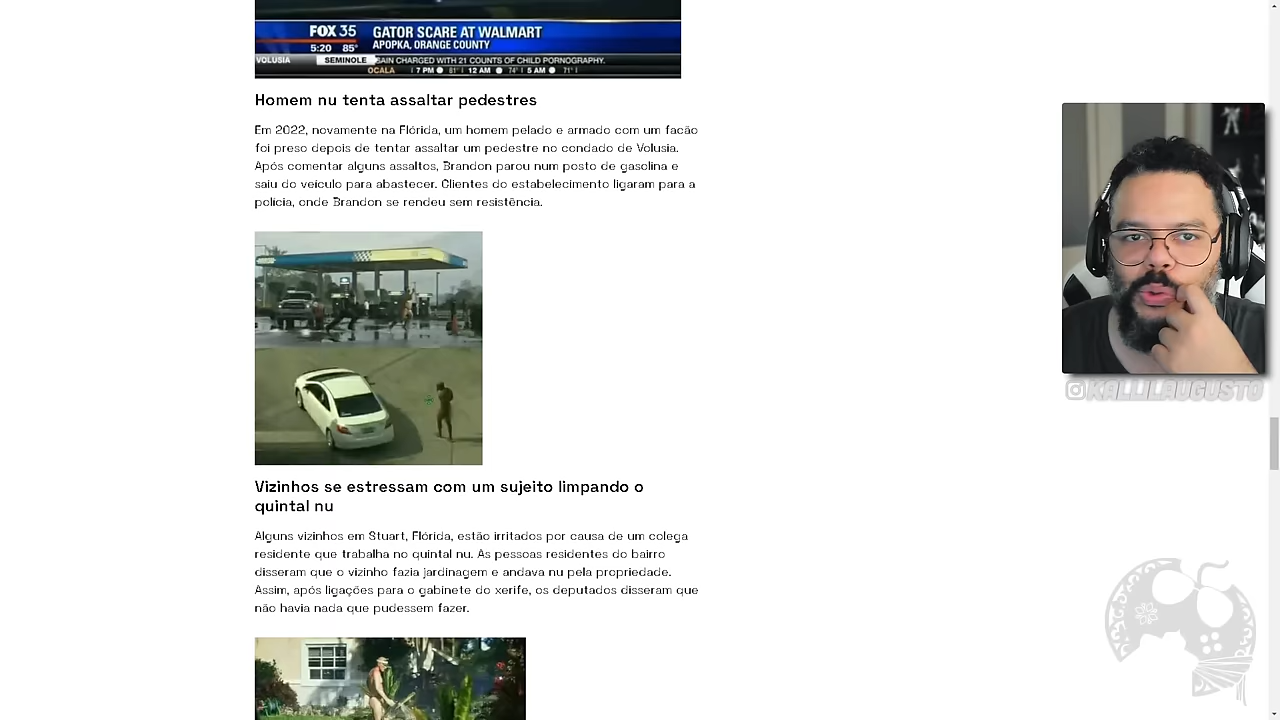 FOX 35
GATOR SCARE AT WALMART
5:20 85°
APOPKA, ORANGE COUNTY
VOLUSIA
SEMINOLE
CHARGED WITH 21 COUNTS OF CHILD PORNOGRAPHY.
OCALA 7 PM 81° 12 AM 74° 5 AM 71°
Homem nu tenta assaltar pedestres
Em 2022, novamente na Flórida, um homem pelado e armado com um facão
foi preso depois de tentar assaltar um pedestre no condado de Volusia.
Após comentar alguns assaltos, Brandon parou num posto de gasolina e
saiu do veículo para abastecer. Clientes do estabelecimento ligaram para a
polícia, onde Brandon se rendeu sem resistência.
Vizinhos se estressam com um sujeito limpando o
quintal nu
Alguns vizinhos em Stuart, Flórida, estão irritados por causa de um colega
residente que trabalha no quintal nu. As pessoas residentes do bairro
disseram que o vizinho fazia jardinagem e andava nu pela propriedade.
Assim, após ligações para o gabinete do xerife, os deputados disseram que
não havia nada que pudessem fazer.
KALLILAUGUSTO